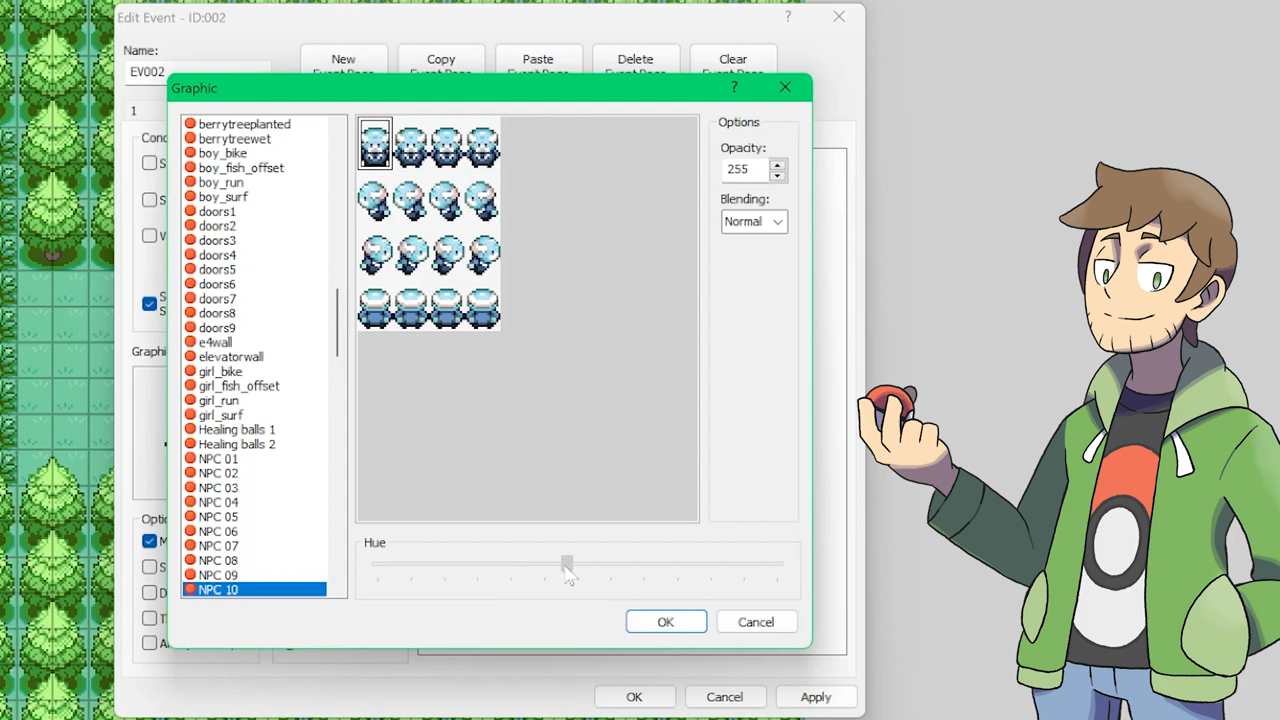 Edit Event - ID:002
?
Name:
EV002
New
Copy
Paste
Delete
Clear
1
Graphic
?
berrytreeplanted
berrytreewet
boy_bike
boy_fish_offset
boy_run
boy_surf
doors1
doors2
doors3
doors4
doors5
doors6
doors7
doors8
doors9
e4wall
elevatorwall
girl_bike
girl_fish_offset
girl_run
girl_surf
Healing balls 1
Healing balls 2
NPC 01
NPC 02
NPC 03
NPC 04
NPC 05
NPC 06
NPC 07
NPC 08
NPC 09
NPC 10
Options
Opacity:
255
Blending:
Normal
Hue
OK
Cancel
OK
Cancel
Apply